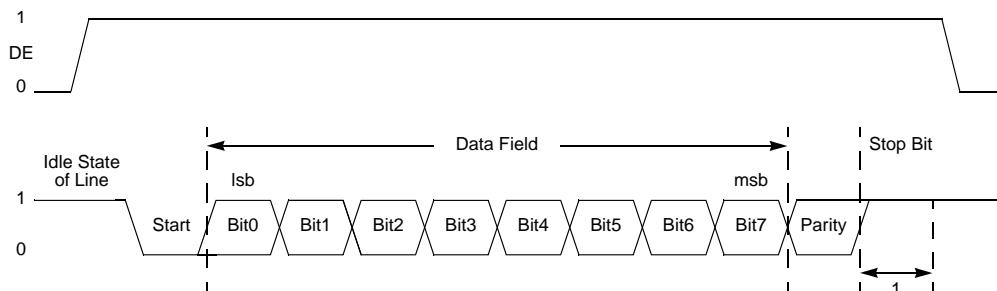 1
DE
0
Data Field
Stop Bit
Idle State
of Line
lsb
msb
1
Start
Bit0
Bit1
Bit2
Bit3
Bit4
Bit5
Bit6
Bit7
Parity
0
1